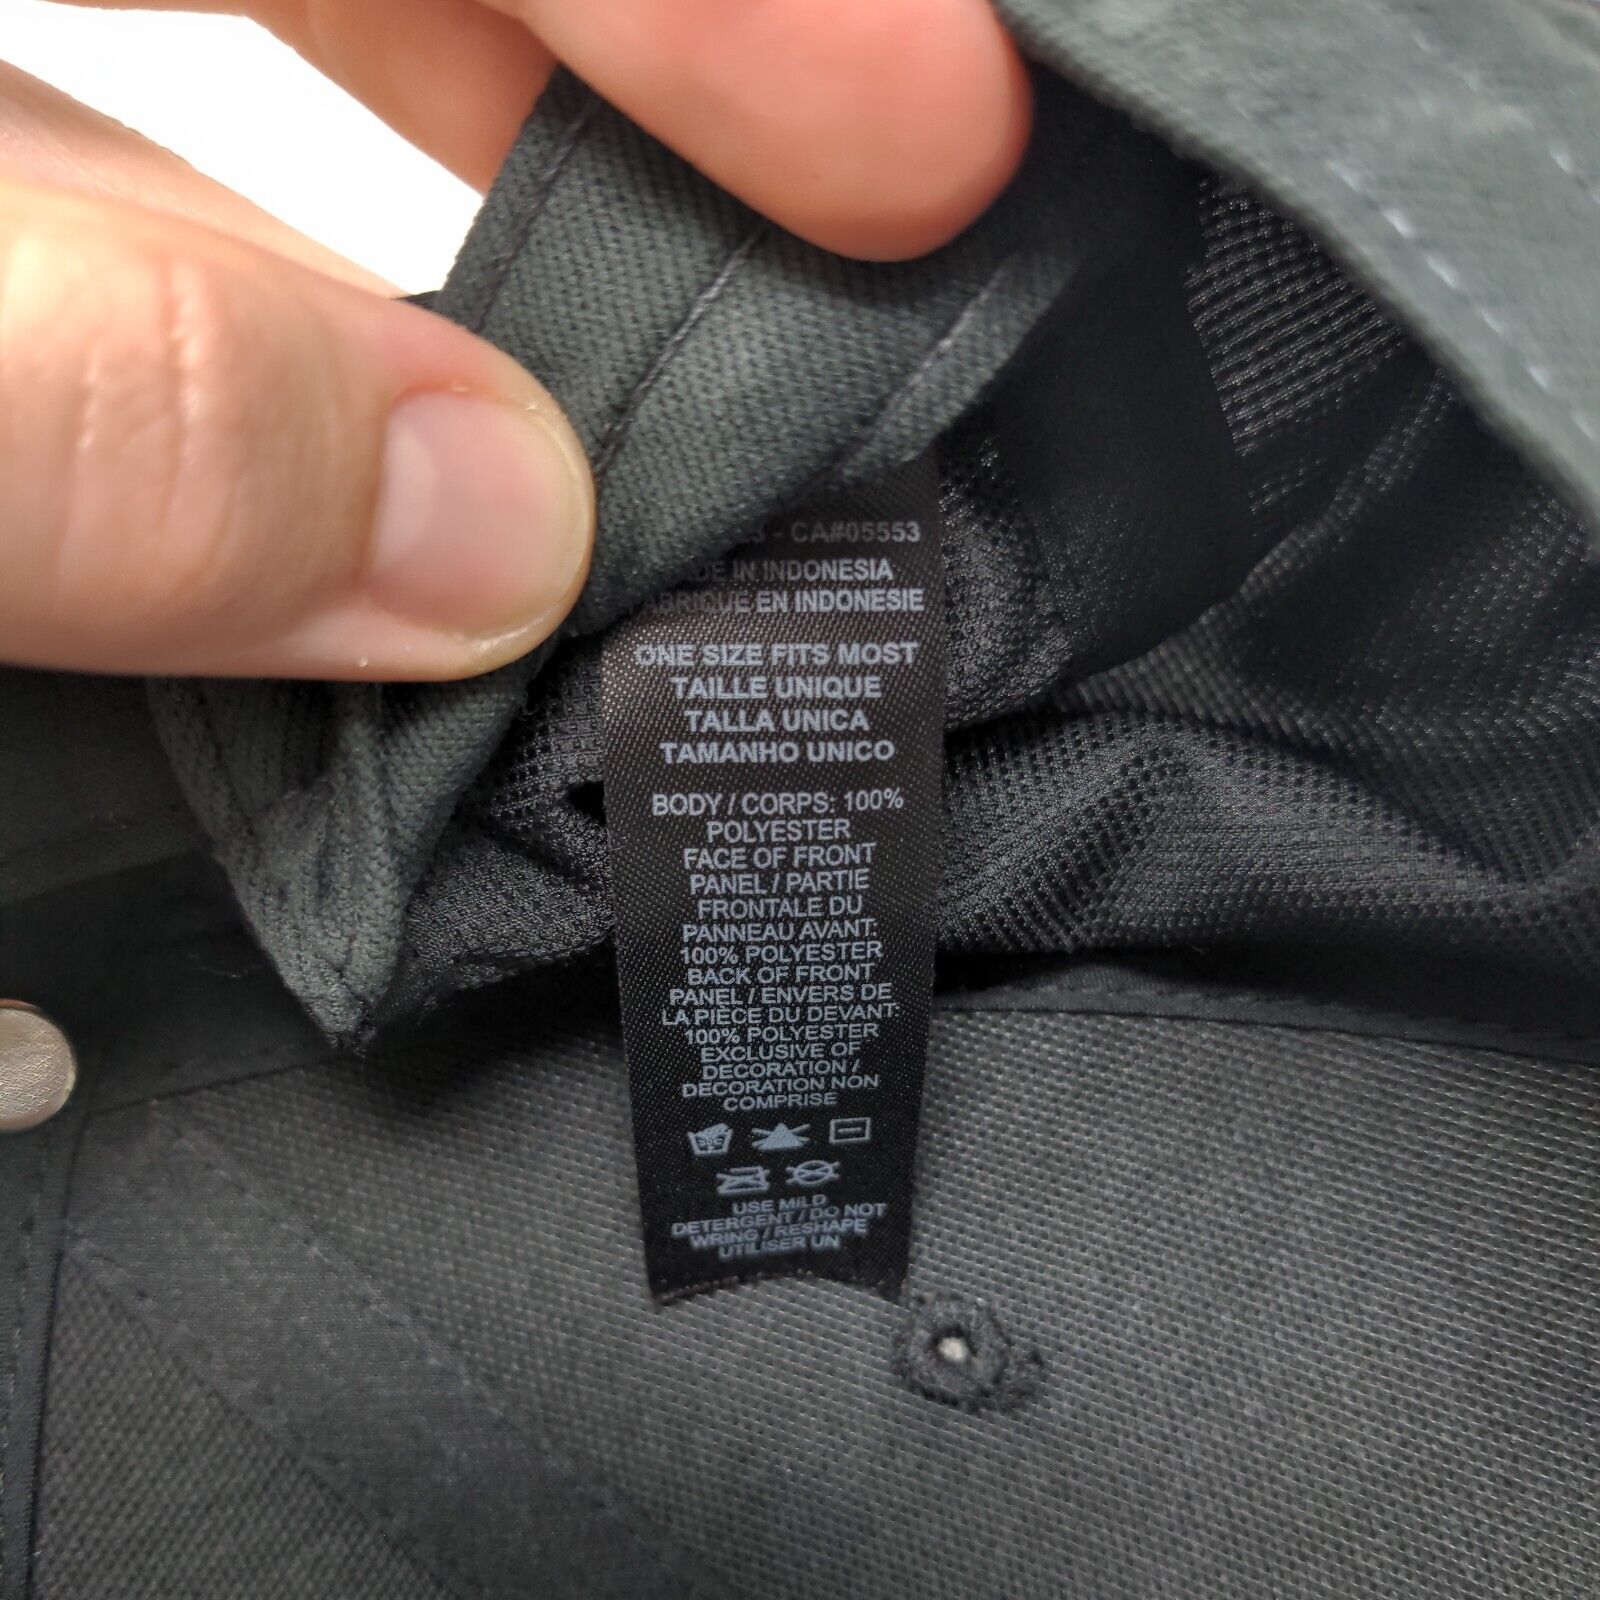 - CA#05553
IN INDONESIA
EN INDONESIE
ONE SIZE FITS MOST
TAILLE UNIQUE
TALLA UNICA
TAMANHO UNICO
BODY / CORPS: 100%
POLYESTER
FACE OF FRONT
PANEL / PARTIE
FRONTALE DU
PANNEAU AVANT:
100% POLYESTER
BACK OF FRONT
PANEL / ENVERS DE
LA PIÈCE DU DEVANT:
100% POLYESTER
EXCLUSIVE OF
DECORATION /
DECORATION NON
COMPRISE
USE MILD
DETERGENT / DO NOT
WRING / RESHAPE
UTILISER UN